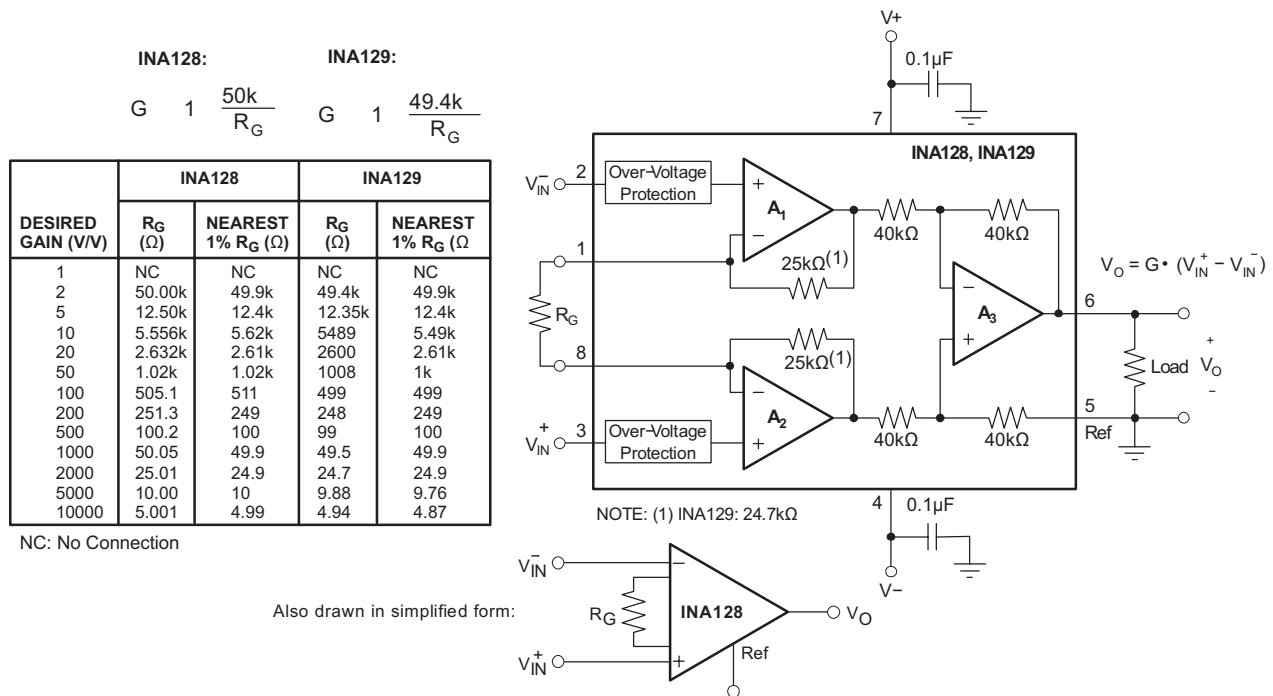 INA128:
INA129:
G 1 50k
R_G
G 1 49.4k
R_G
DESIRED GAIN (V/V) INA128 INA129
R_G (Ω) NEAREST 1% R_G (Ω) R_G (Ω) NEAREST 1% R_G (Ω
1 NC NC NC NC
2 50.00k 49.9k 49.4k 49.9k
5 12.50k 12.4k 12.35k 12.4k
10 5.556k 5.62k 5489 5.49k
20 2.632k 2.61k 2600 2.61k
50 1.02k 1.02k 1008 1k
100 505.1 511 499 499
200 251.3 249 248 249
500 100.2 100 99 100
1000 50.05 49.9 49.5 49.9
2000 25.01 24.9 24.7 24.9
5000 10.00 10 9.88 9.76
10000 5.001 4.99 4.94 4.87
NC: No Connection
V+
0.1µF
7
INA128, INA129
V_IN^− 2 Over-Voltage
Protection
+
A_1
−
40kΩ 40kΩ
1
25kΩ(1)
R_G
8
25kΩ(1)
−
A_3
+
6
V_O = G• (V_IN^+ − V_IN^−)
Load
+
V_O
−
−
A_2
+
V_IN^+ 3 Over-Voltage
Protection
40kΩ 40kΩ
5
Ref
4
0.1µF
V−
NOTE: (1) INA129: 24.7kΩ
Also drawn in simplified form:
V_IN^−
−
R_G
INA128
V_O
+
V_IN^+
Ref